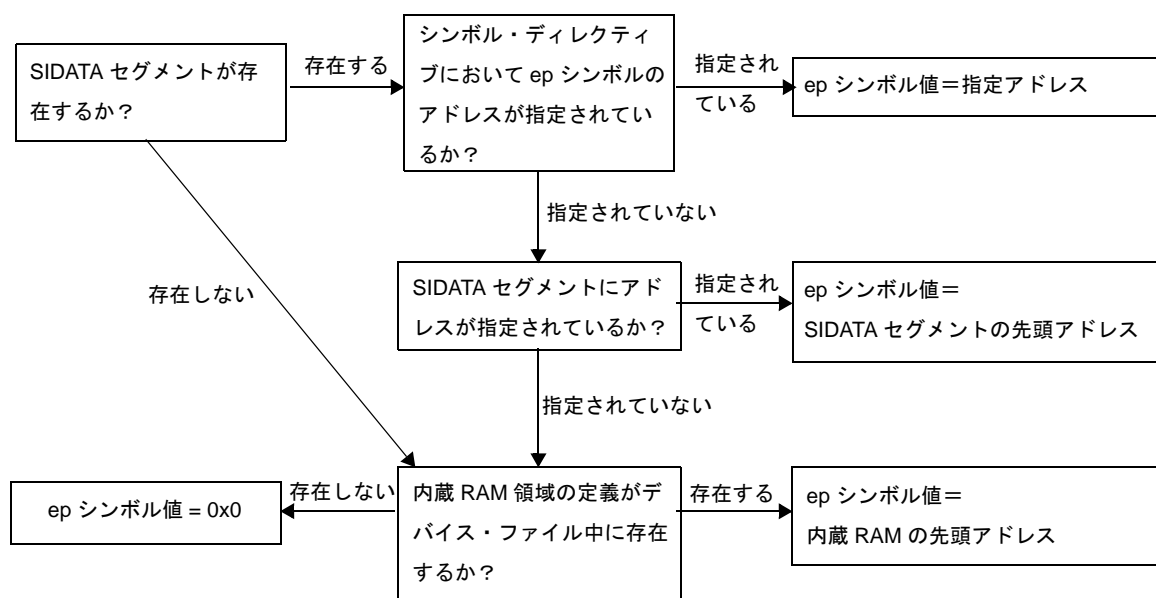 SIDATA セグメントが存
在するか？
存在する
シンボル・ディレクティ
ブにおいて ep シンボルの
アドレスが指定されてい
るか？
指定され
ている
ep シンボル値＝指定アドレス
指定されていない
存在しない
SIDATA セグメントにアド
レスが指定されているか？
指定され
ている
ep シンボル値＝
SIDATA セグメントの先頭アドレス
指定されていない
ep シンボル値 = 0x0
存在しない
内蔵 RAM 領域の定義がデ
バイス・ファイル中に存在
するか？
存在する
ep シンボル値＝
内蔵 RAM の先頭アドレス